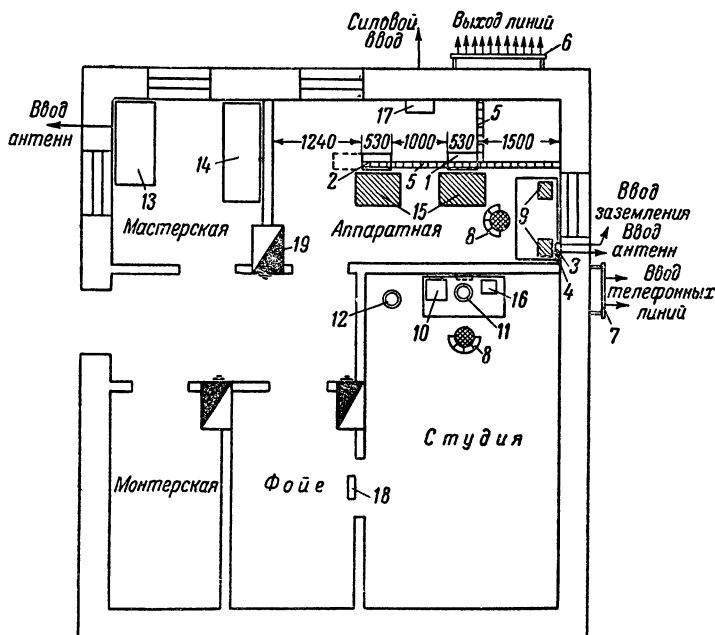 Силовой
ввод
Выход линий
6
Ввод
антенн
17
5
1240
530
1000
530
1500
13
14
2
5
1
15
Мастерская
Аппаратная
8
9
Ввод
заземления
Ввод
антенн
3
4
19
Ввод
телефонных
линий
7
12
10
11
16
8
Студия
Монтерская
Фойе
18